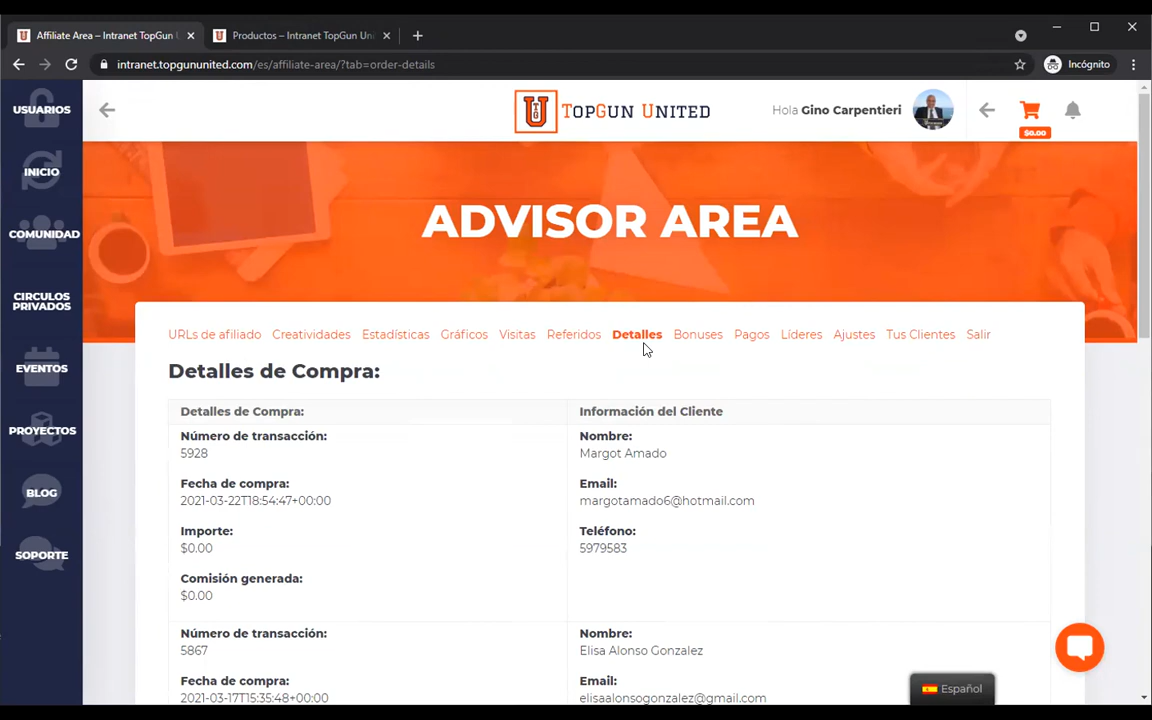 Affiliate Area – Intranet TopGun U
Productos – Intranet TopGun Uni
intranet.topgununited.com/es/affiliate-area/?tab=order-details
Incógnito
USUARIOS
INICIO
COMUNIDAD
CIRCULOS
PRIVADOS
EVENTOS
PROYECTOS
BLOG
SOPORTE
TOPGUN UNITED
Hola Gino Carpentieri
$0.00
ADVISOR AREA
URLs de afiliado Creatividades Estadísticas Gráficos Visitas Referidos Detalles Bonuses Pagos Líderes Ajustes Tus Clientes Salir
Detalles de Compra:
Detalles de Compra:
Información del Cliente
Número de transacción:
5928
Fecha de compra:
2021-03-22T18:54:47+00:00
Importe:
$0.00
Comisión generada:
$0.00
Nombre:
Margot Amado
Email:
margotamado6@hotmail.com
Teléfono:
5979583
Número de transacción:
5867
Fecha de compra:
2021-03-17T15:35:48+00:00
Nombre:
Elisa Alonso Gonzalez
Email:
elisaalonsogonzalez@gmail.com
Español